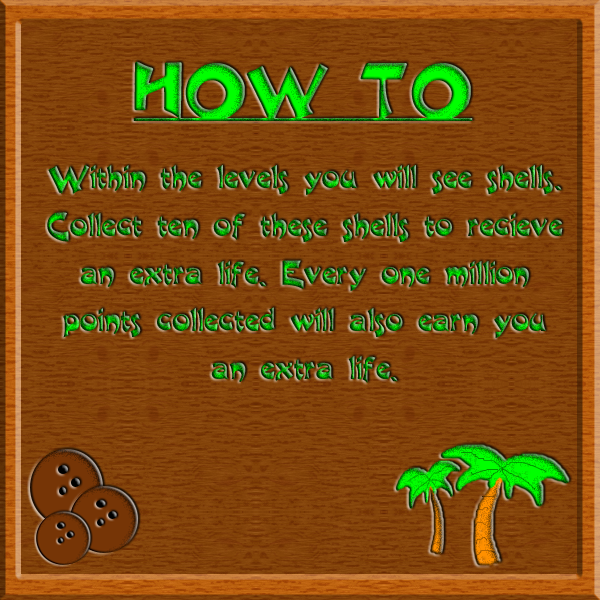 HOW TO
Within the levels you will see shells.
Collect ten of these shells to recieve
an extra life. Every one million
points collected will also earn you
an extra life.